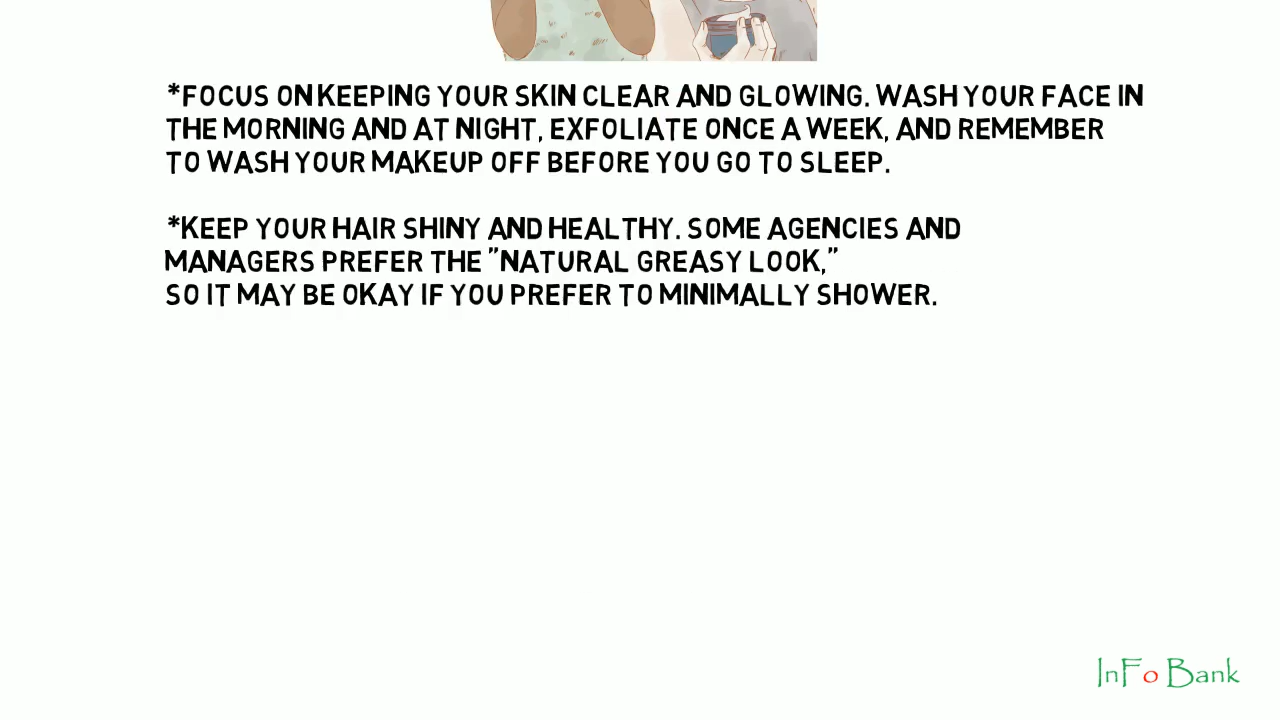 *FOCUS ON KEEPING YOUR SKIN CLEAR AND GLOWING. WASH YOUR FACE IN
THE MORNING AND AT NIGHT, EXFOLIATE ONCE A WEEK, AND REMEMBER
TO WASH YOUR MAKEUP OFF BEFORE YOU GO TO SLEEP.
*KEEP YOUR HAIR SHINY AND HEALTHY. SOME AGENCIES AND
MANAGERS PREFER THE "NATURAL GREASY LOOK,"
SO IT MAY BE OKAY IF YOU PREFER TO MINIMALLY SHOWER.
InFo Bank